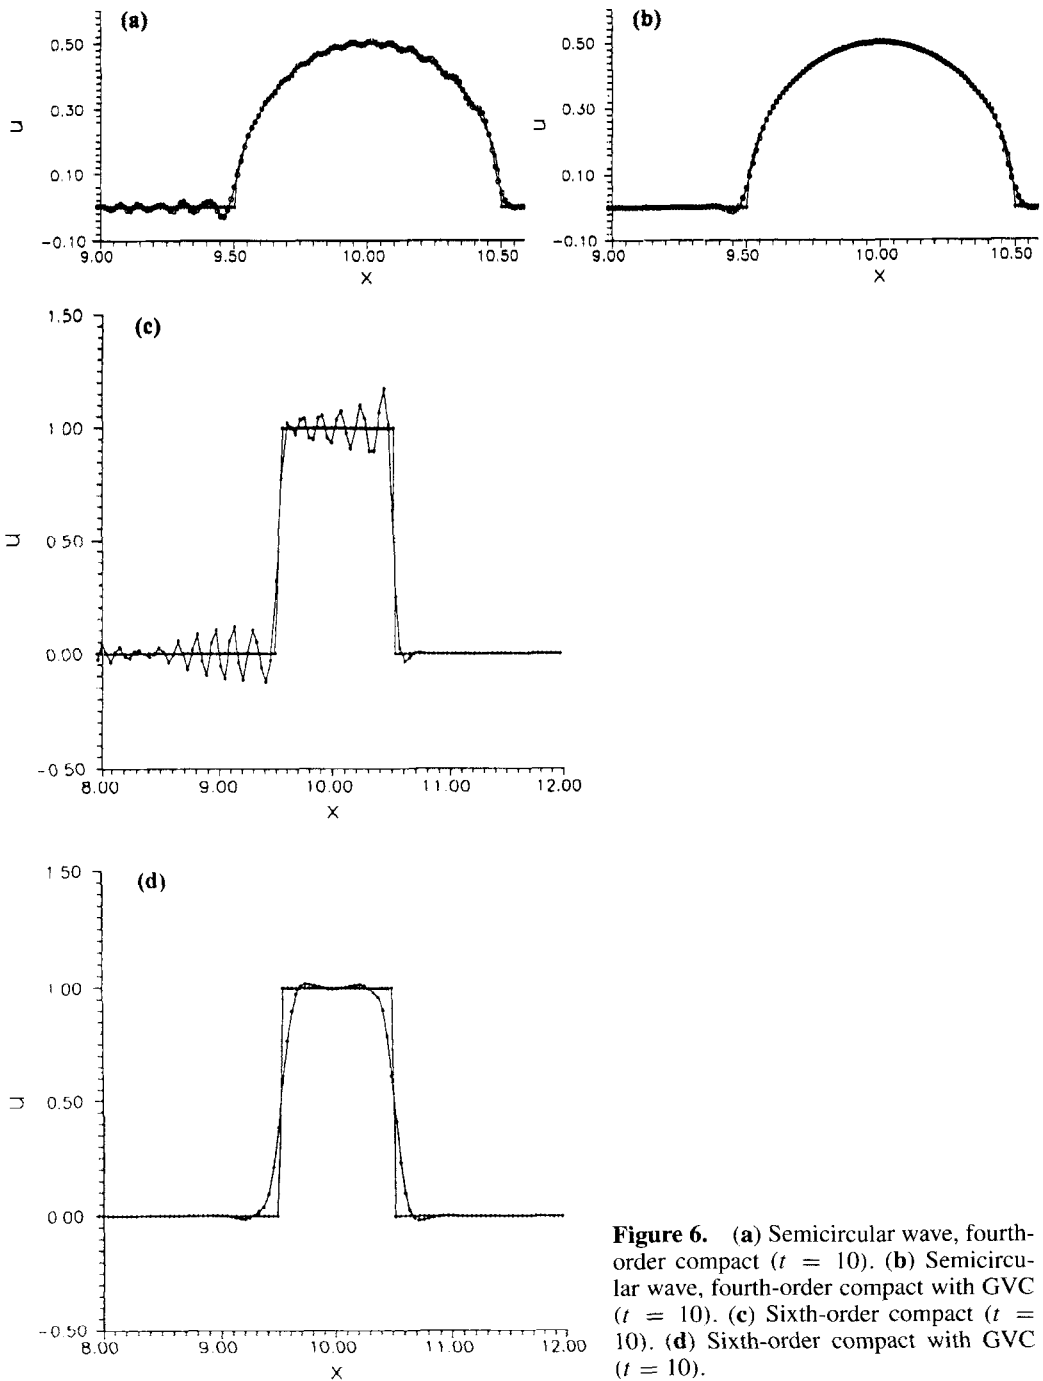 (a)
0.50
0.30
0.10
-0.10
u
9.00
9.50
10.00
10.50
x
(b)
0.50
0.30
0.10
-0.10
u
9.00
9.50
10.00
10.50
x
(c)
1.50
1.00
0.50
0.00
-0.50
u
8.00
9.00
10.00
11.00
12.00
x
(d)
1.50
1.00
0.50
0.00
-0.50
u
8.00
9.00
10.00
11.00
12.00
x
Figure 6. (a) Semicircular wave, fourth-
order compact (t = 10). (b) Semicircu-
lar wave, fourth-order compact with GVC
(t = 10). (c) Sixth-order compact (t =
10). (d) Sixth-order compact with GVC
(t = 10).